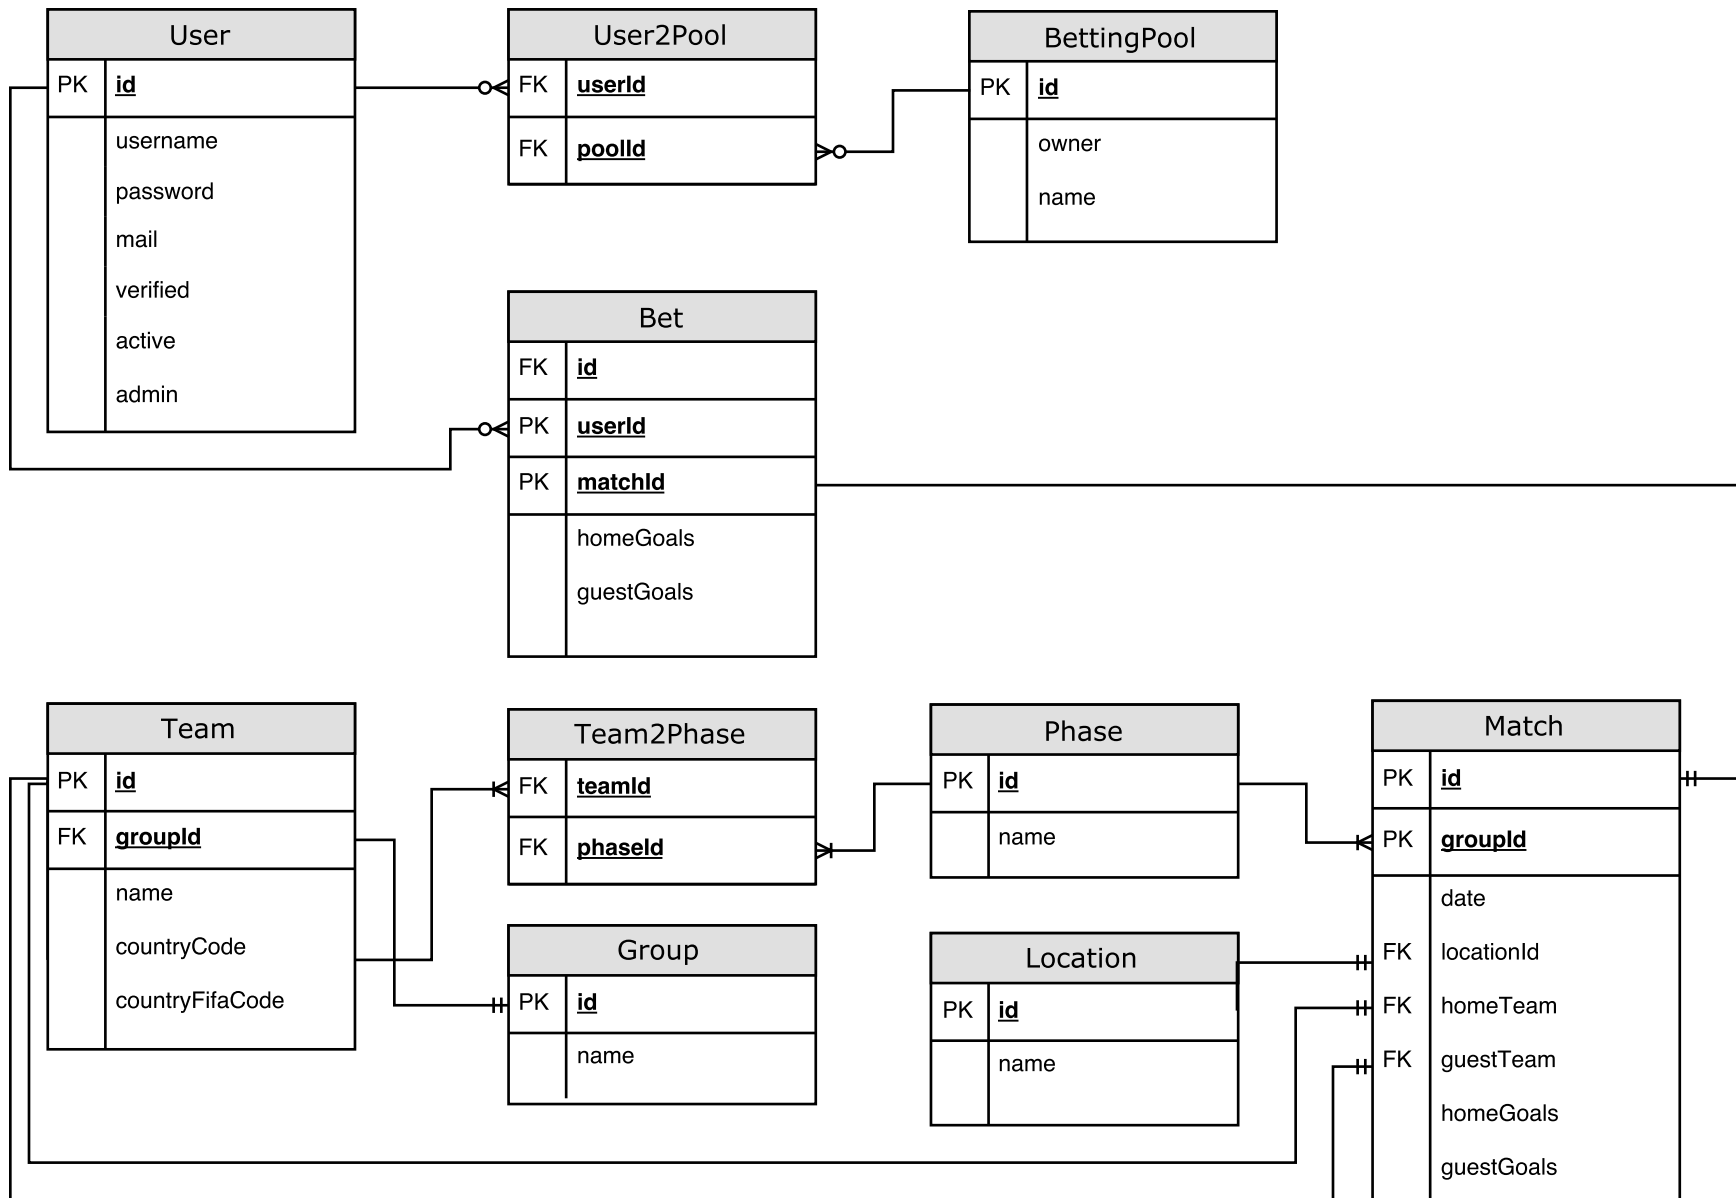 User
PK id
username
password
mail
verified
active
admin
User2Pool
FK userId
FK poolId
BettingPool
PK id
owner
name
Bet
FK id
PK userId
PK matchId
homeGoals
guestGoals
Team
PK id
FK groupId
name
countryCode
countryFifaCode
Team2Phase
FK teamId
FK phaseId
Phase
PK id
name
Match
PK id
PK groupId
date
FK locationId
FK homeTeam
FK guestTeam
homeGoals
guestGoals
Group
PK id
name
Location
PK id
name